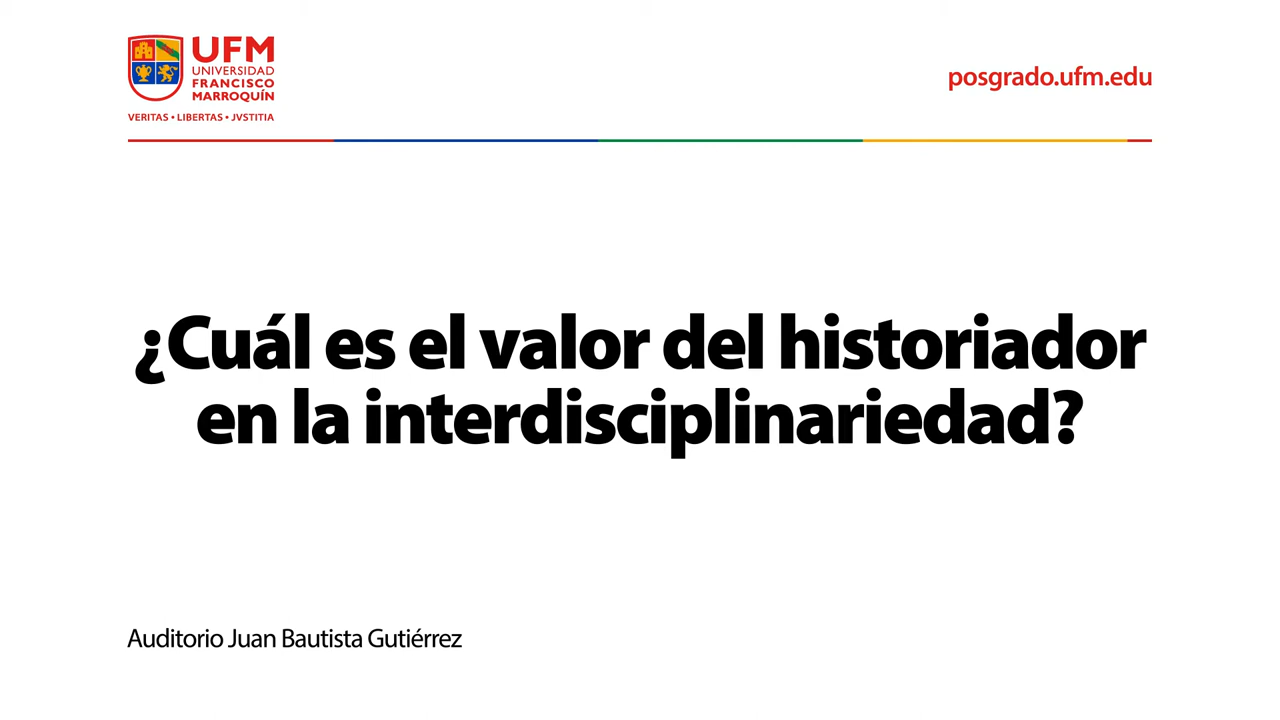 UFM
UNIVERSIDAD
FRANCISCO
MARROQUÍN
VERITAS • LIBERTAS • JVSTITIA
posgrado.ufm.edu
¿Cuál es el valor del historiador
en la interdisciplinariedad?
Auditorio Juan Bautista Gutiérrez